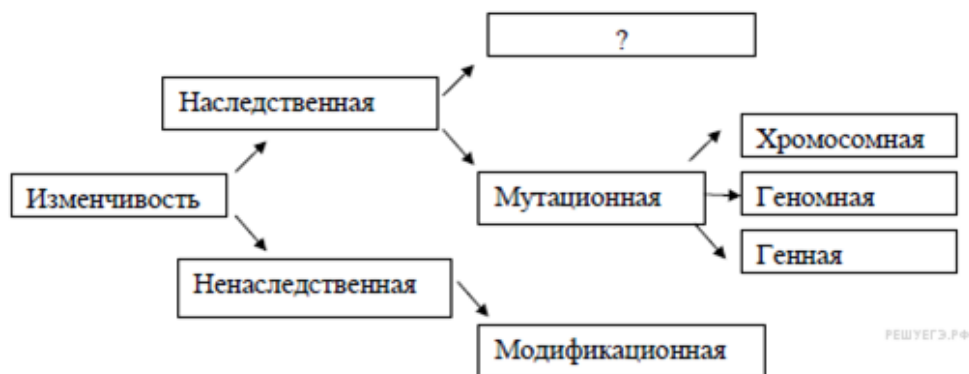 ?
Наследственная
Хромосомная
Изменчивость
Мутационная
Геномная
Генная
Ненаследственная
Модификационная
РЕШУЕГЭ.РФ